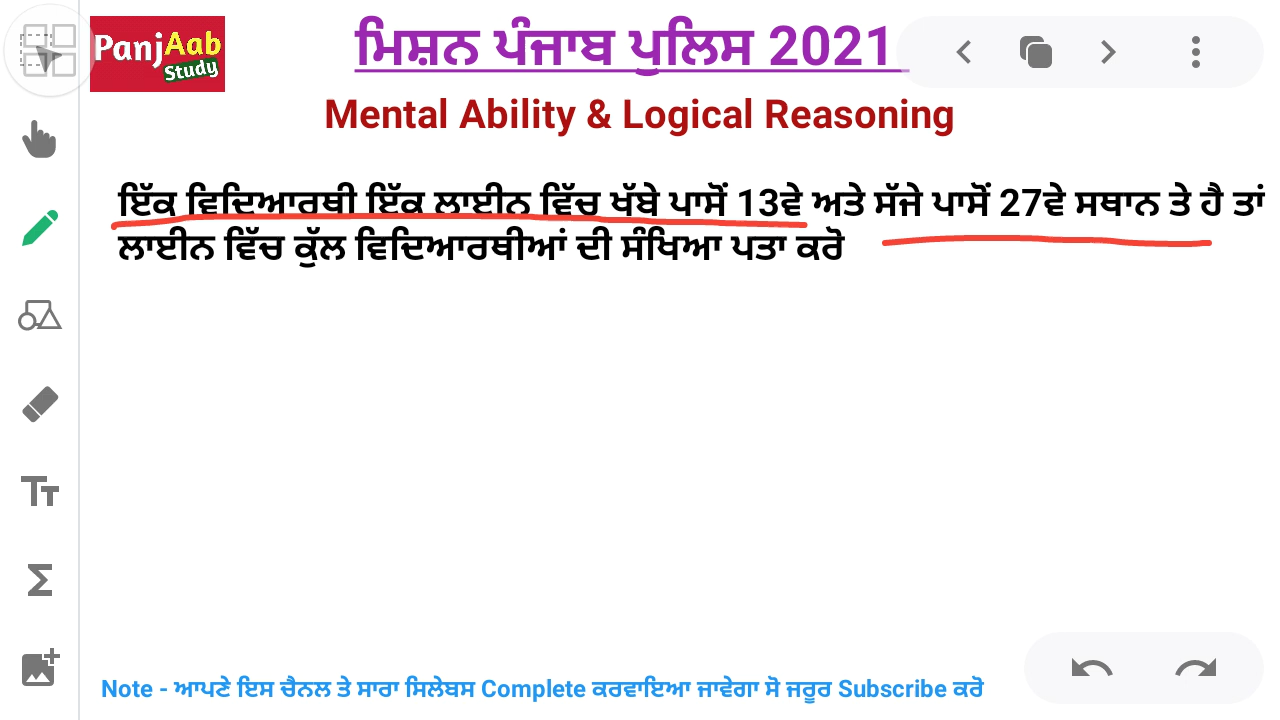 PanjAab
Study
ਮਿਸ਼ਨ ਪੰਜਾਬ ਪੁਲਿਸ 2021
Mental Ability & Logical Reasoning
ਇੱਕ ਵਿਦਿਆਰਥੀ ਇੱਕ ਲਾਈਨ ਵਿੱਚ ਖੱਬੇ ਪਾਸੋਂ 13ਵੇ ਅਤੇ ਸੱਜੇ ਪਾਸੋਂ 27ਵੇ ਸਥਾਨ ਤੇ ਹੈ ਤਾਂ
ਲਾਈਨ ਵਿੱਚ ਕੁੱਲ ਵਿਦਿਆਰਥੀਆਂ ਦੀ ਸੰਖਿਆ ਪਤਾ ਕਰੋ
Note - ਆਪਣੇ ਇਸ ਚੈਨਲ ਤੇ ਸਾਰਾ ਸਿਲੇਬਸ Complete ਕਰਵਾਇਆ ਜਾਵੇਗਾ ਸੋ ਜਰੂਰ Subscribe ਕਰੋ